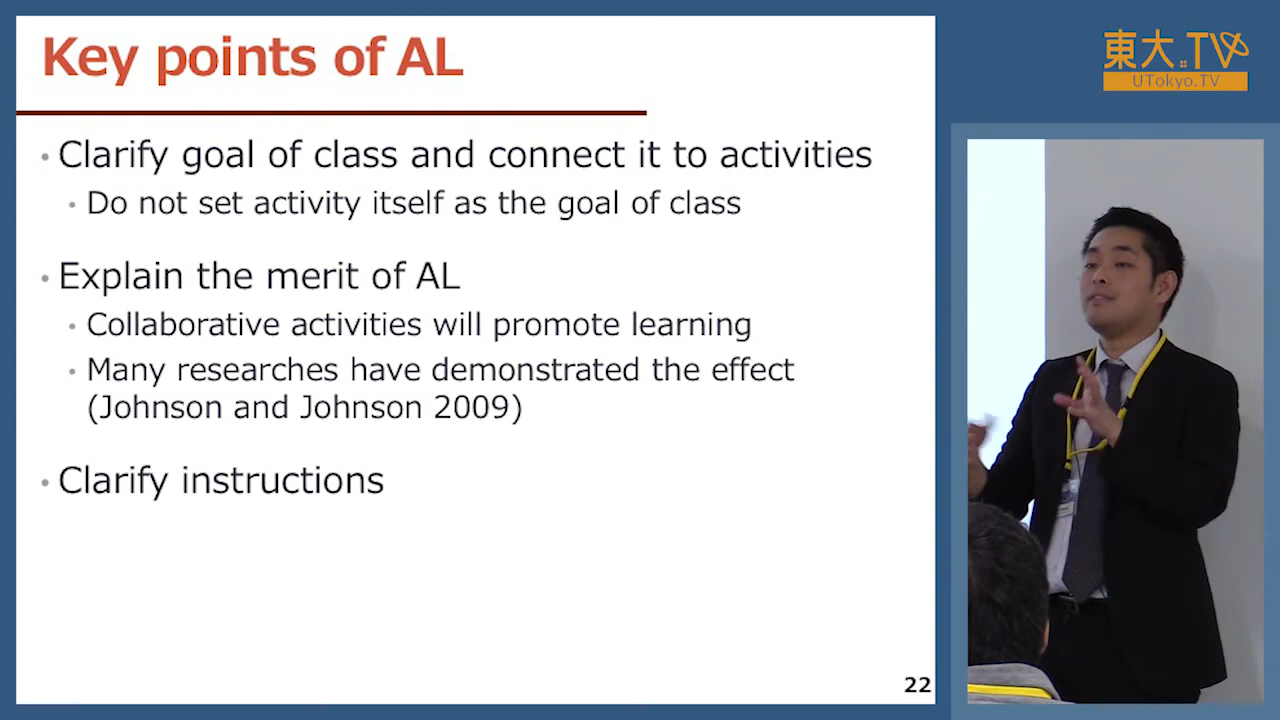 Key points of AL
• Clarify goal of class and connect it to activities
• Do not set activity itself as the goal of class
• Explain the merit of AL
• Collaborative activities will promote learning
• Many researches have demonstrated the effect
(Johnson and Johnson 2009)
• Clarify instructions
22
東大.TV
UTokyo.TV